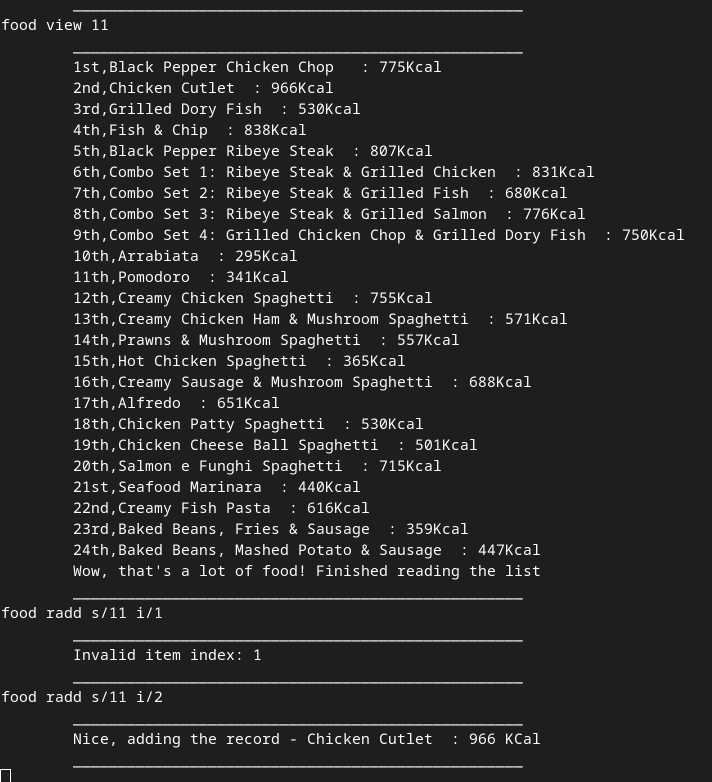 food view 11
1st,Black Pepper Chicken Chop   : 775Kcal
2nd,Chicken Cutlet  : 966Kcal
3rd,Grilled Dory Fish  : 530Kcal
4th,Fish & Chip  : 838Kcal
5th,Black Pepper Ribeye Steak  : 807Kcal
6th,Combo Set 1: Ribeye Steak & Grilled Chicken  : 831Kcal
7th,Combo Set 2: Ribeye Steak & Grilled Fish  : 680Kcal
8th,Combo Set 3: Ribeye Steak & Grilled Salmon  : 776Kcal
9th,Combo Set 4: Grilled Chicken Chop & Grilled Dory Fish  : 750Kcal
10th,Arrabiata  : 295Kcal
11th,Pomodoro  : 341Kcal
12th,Creamy Chicken Spaghetti  : 755Kcal
13th,Creamy Chicken Ham & Mushroom Spaghetti  : 571Kcal
14th,Prawns & Mushroom Spaghetti  : 557Kcal
15th,Hot Chicken Spaghetti  : 365Kcal
16th,Creamy Sausage & Mushroom Spaghetti  : 688Kcal
17th,Alfredo  : 651Kcal
18th,Chicken Patty Spaghetti  : 530Kcal
19th,Chicken Cheese Ball Spaghetti  : 501Kcal
20th,Salmon e Funghi Spaghetti  : 715Kcal
21st,Seafood Marinara  : 440Kcal
22nd,Creamy Fish Pasta  : 616Kcal
23rd,Baked Beans, Fries & Sausage  : 359Kcal
24th,Baked Beans, Mashed Potato & Sausage  : 447Kcal
Wow, that's a lot of food! Finished reading the list
food radd s/11 i/1
Invalid item index: 1
food radd s/11 i/2
Nice, adding the record - Chicken Cutlet  : 966 KCal